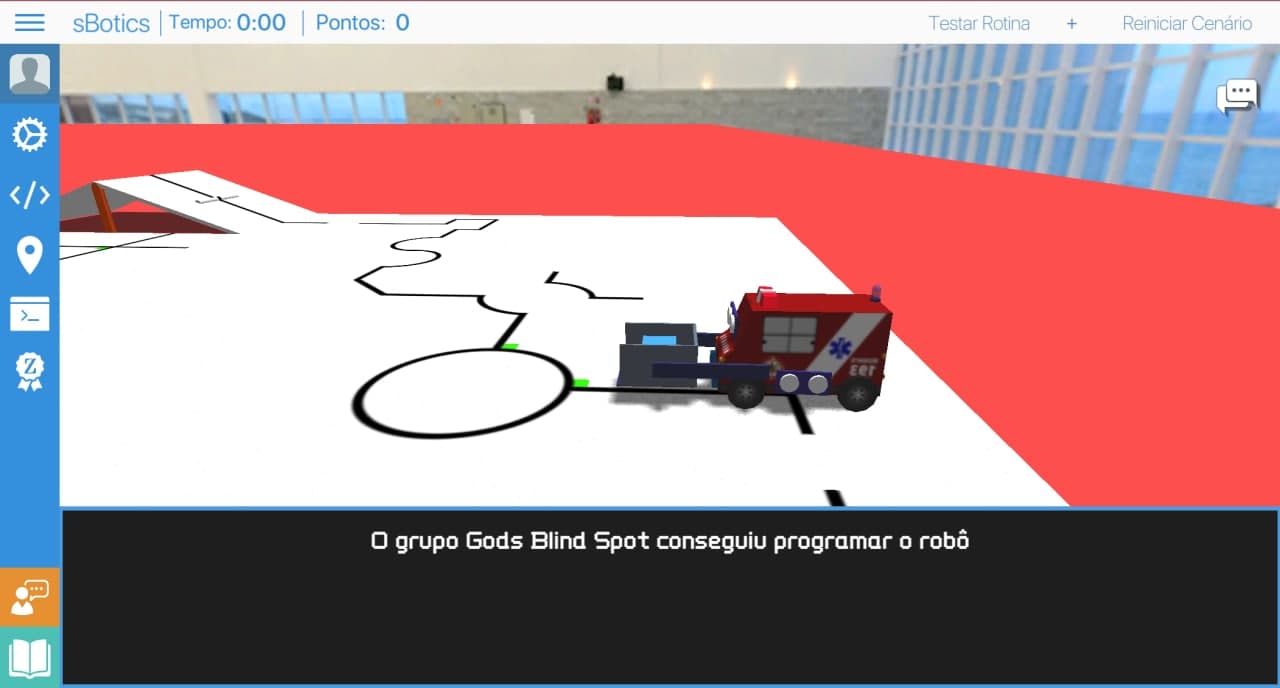 sBotics Tempo: 0:00 Pontos: 0 Testar Rotina + Reiniciar Cenário
O grupo Gods Blind Spot conseguiu programar o robô